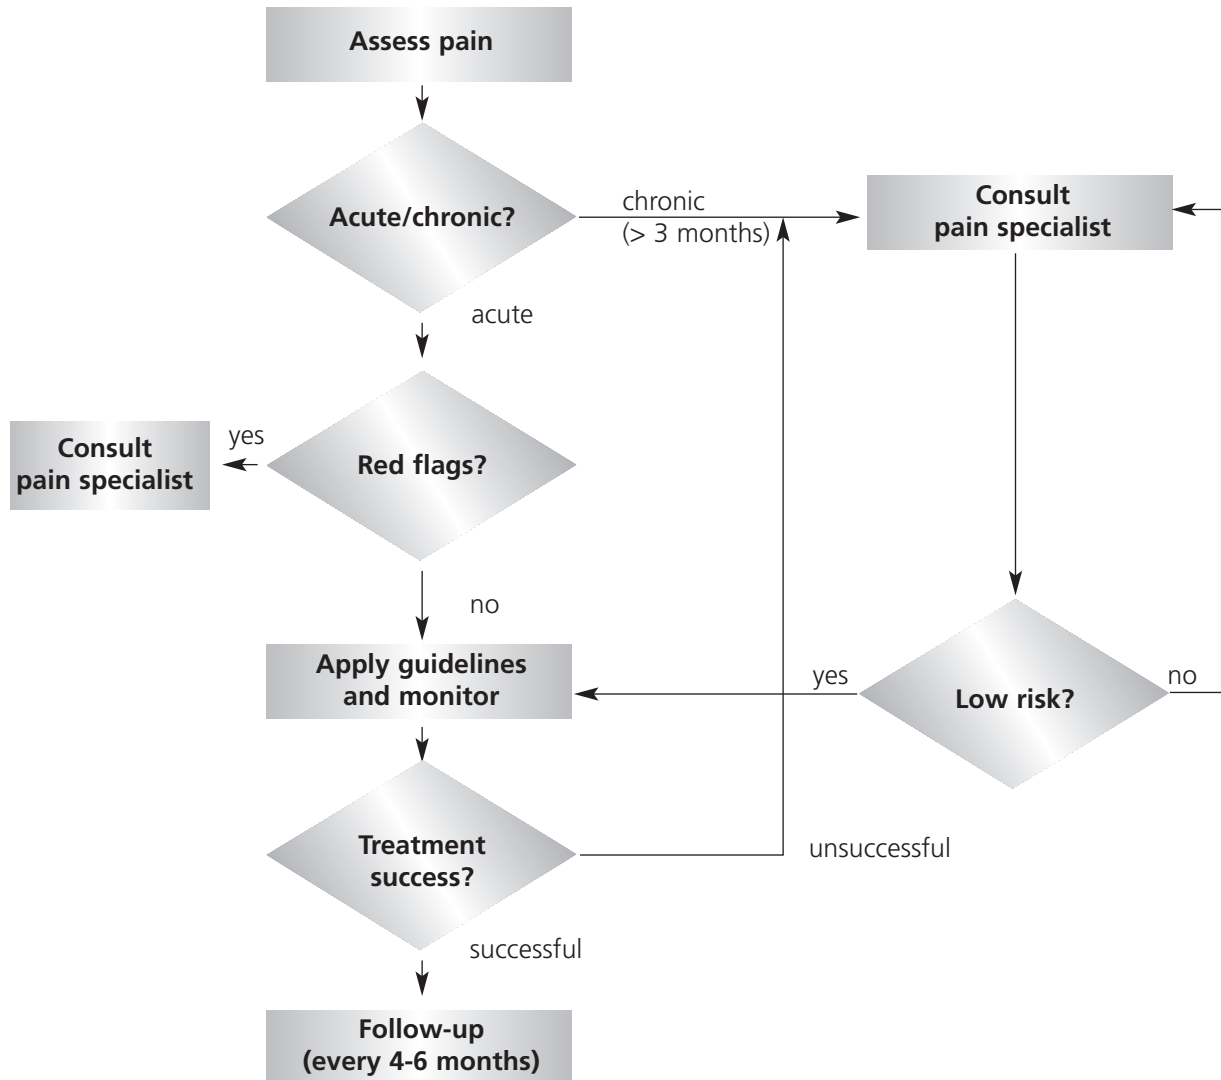 Assess pain
Acute/chronic?
chronic
(> 3 months)
Consult
pain specialist
acute
Red flags?
yes
Consult
pain specialist
no
Apply guidelines
and monitor
yes
Low risk?
no
Treatment
success?
unsuccessful
successful
Follow-up
(every 4-6 months)